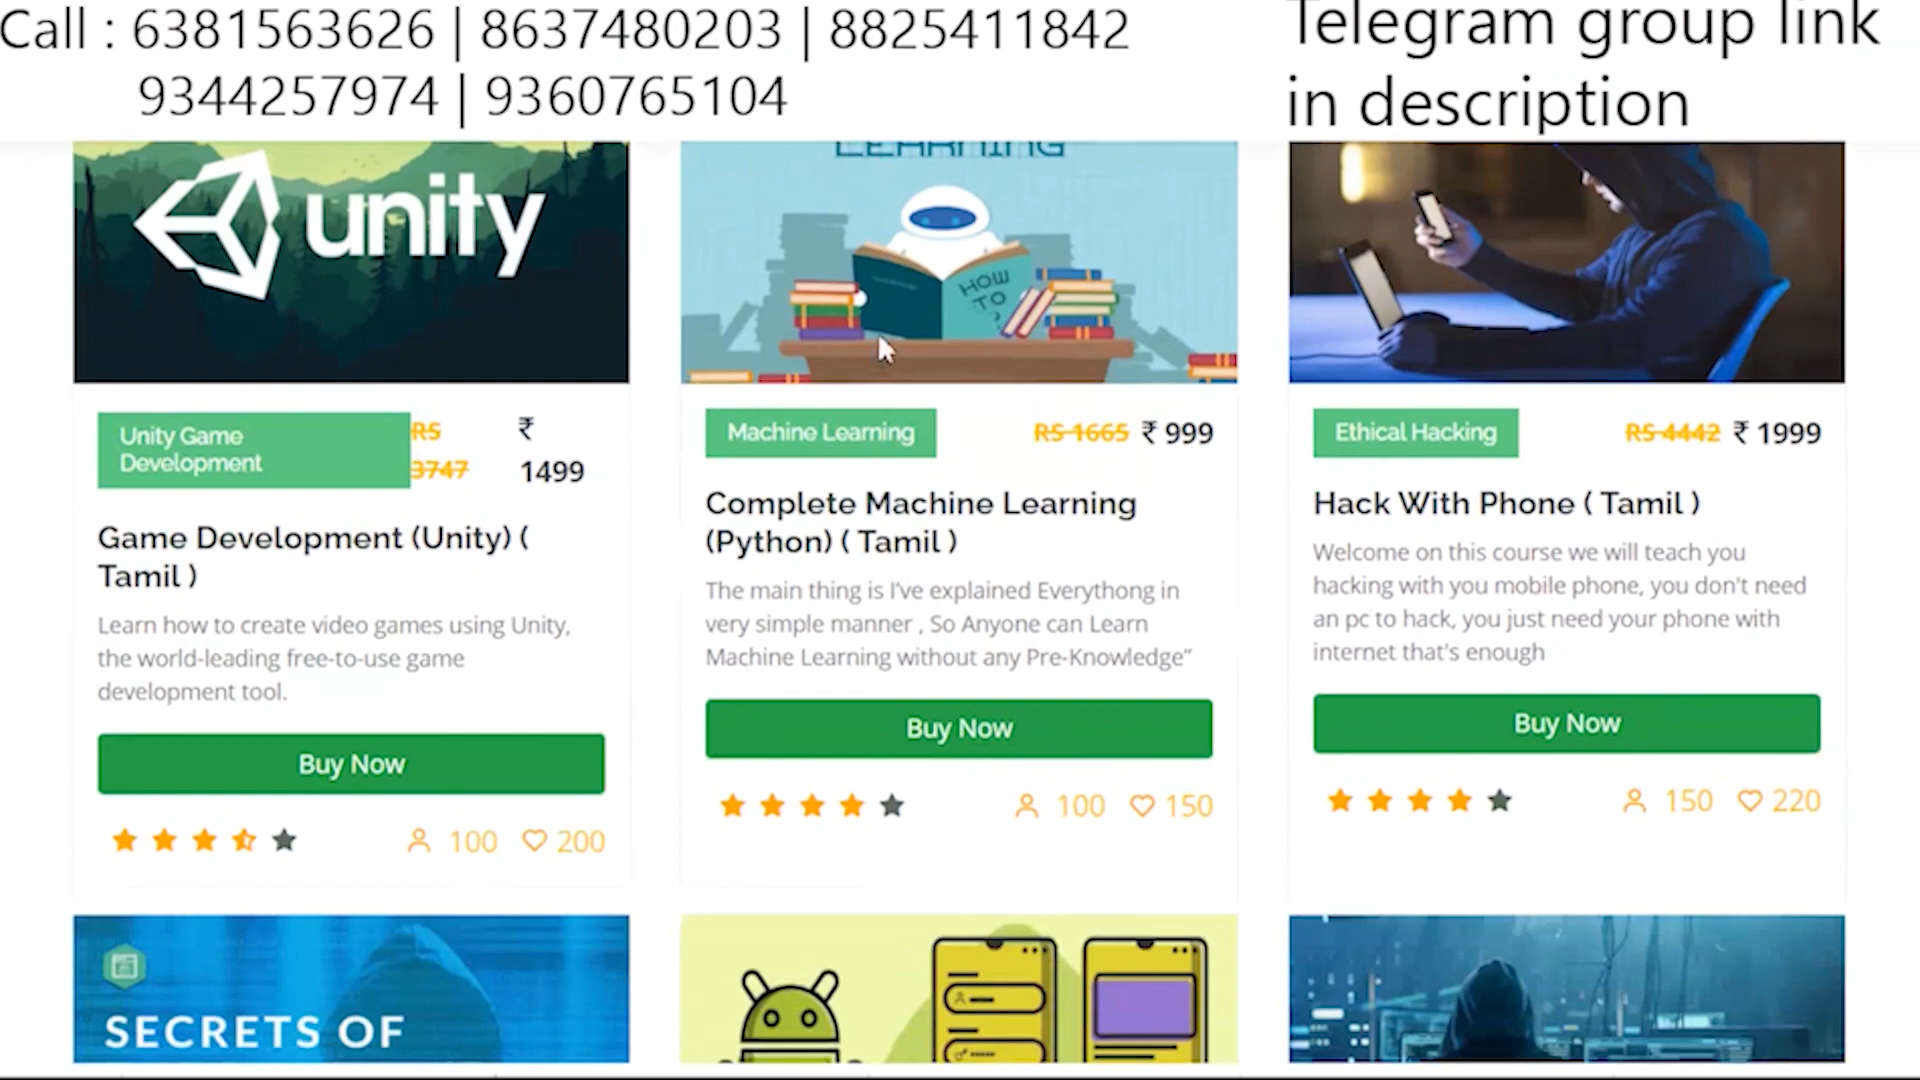 Call : 6381563626 | 8637480203 | 8825411842
9344257974 | 9360765104
Telegram group link
in description
unity
LEARNING
HOW
TO
?
Unity Game
Development
RS
3747
₹
1499
Game Development (Unity) (
Tamil )
Learn how to create video games using Unity,
the world-leading free-to-use game
development tool.
Buy Now
100 200
Machine Learning
RS 1665 ₹ 999
Complete Machine Learning
(Python) ( Tamil )
The main thing is I've explained Everythong in
very simple manner , So Anyone can Learn
Machine Learning without any Pre-Knowledge"
Buy Now
100 150
Ethical Hacking
RS 4442 ₹ 1999
Hack With Phone ( Tamil )
Welcome on this course we will teach you
hacking with you mobile phone, you don't need
an pc to hack, you just need your phone with
internet that's enough
Buy Now
150 220
SECRETS OF